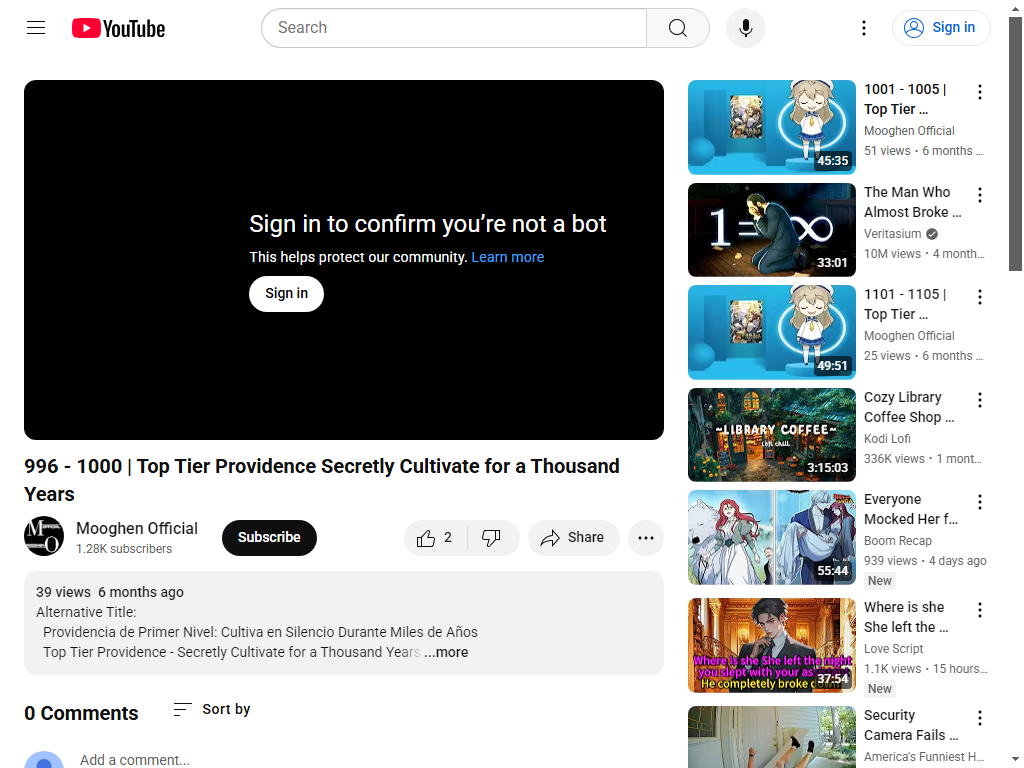 YouTube
Search
Sign in
Sign in to confirm you’re not a bot
This helps protect our community. Learn more
Sign in
996 - 1000 | Top Tier Providence Secretly Cultivate for a Thousand
Years
Mooghen Official
1.28K subscribers
Subscribe
2
Share
39 views 6 months ago
Alternative Title:
Providencia de Primer Nivel: Cultiva en Silencio Durante Miles de Años
Top Tier Providence - Secretly Cultivate for a Thousand Years ...more
0 Comments
Sort by
Add a comment...
45:35
1001 - 1005 |
Top Tier ...
Mooghen Official
51 views • 6 months ...
1 = ∞
33:01
The Man Who
Almost Broke ...
Veritasium
10M views • 4 month...
49:51
1101 - 1105 |
Top Tier ...
Mooghen Official
25 views • 6 months ...
~LIBRARY COFFEE~
Lofi chill
3:15:03
Cozy Library
Coffee Shop ...
Kodi Lofi
336K views • 1 mont...
55:44
Everyone
Mocked Her f...
Boom Recap
939 views • 4 days ago
New
Where is she She left the night
you slept with your as
He completely broke
37:54
Where is she
She left the ...
Love Script
1.1K views • 15 hours...
New
Security
Camera Fails ...
America's Funniest H...